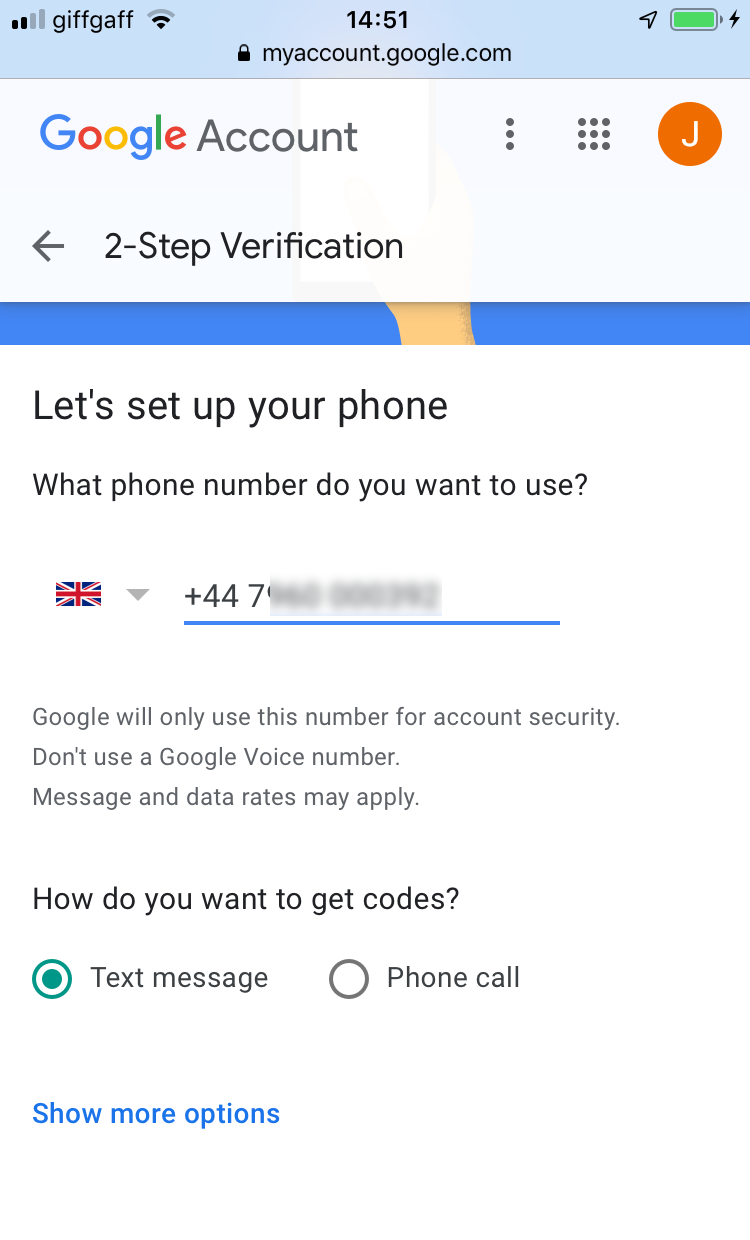 giffgaff 14:51
myaccount.google.com
Google Account J
2-Step Verification
Let's set up your phone
What phone number do you want to use?
+44 7
Google will only use this number for account security.
Don't use a Google Voice number.
Message and data rates may apply.
How do you want to get codes?
Text message Phone call
Show more options